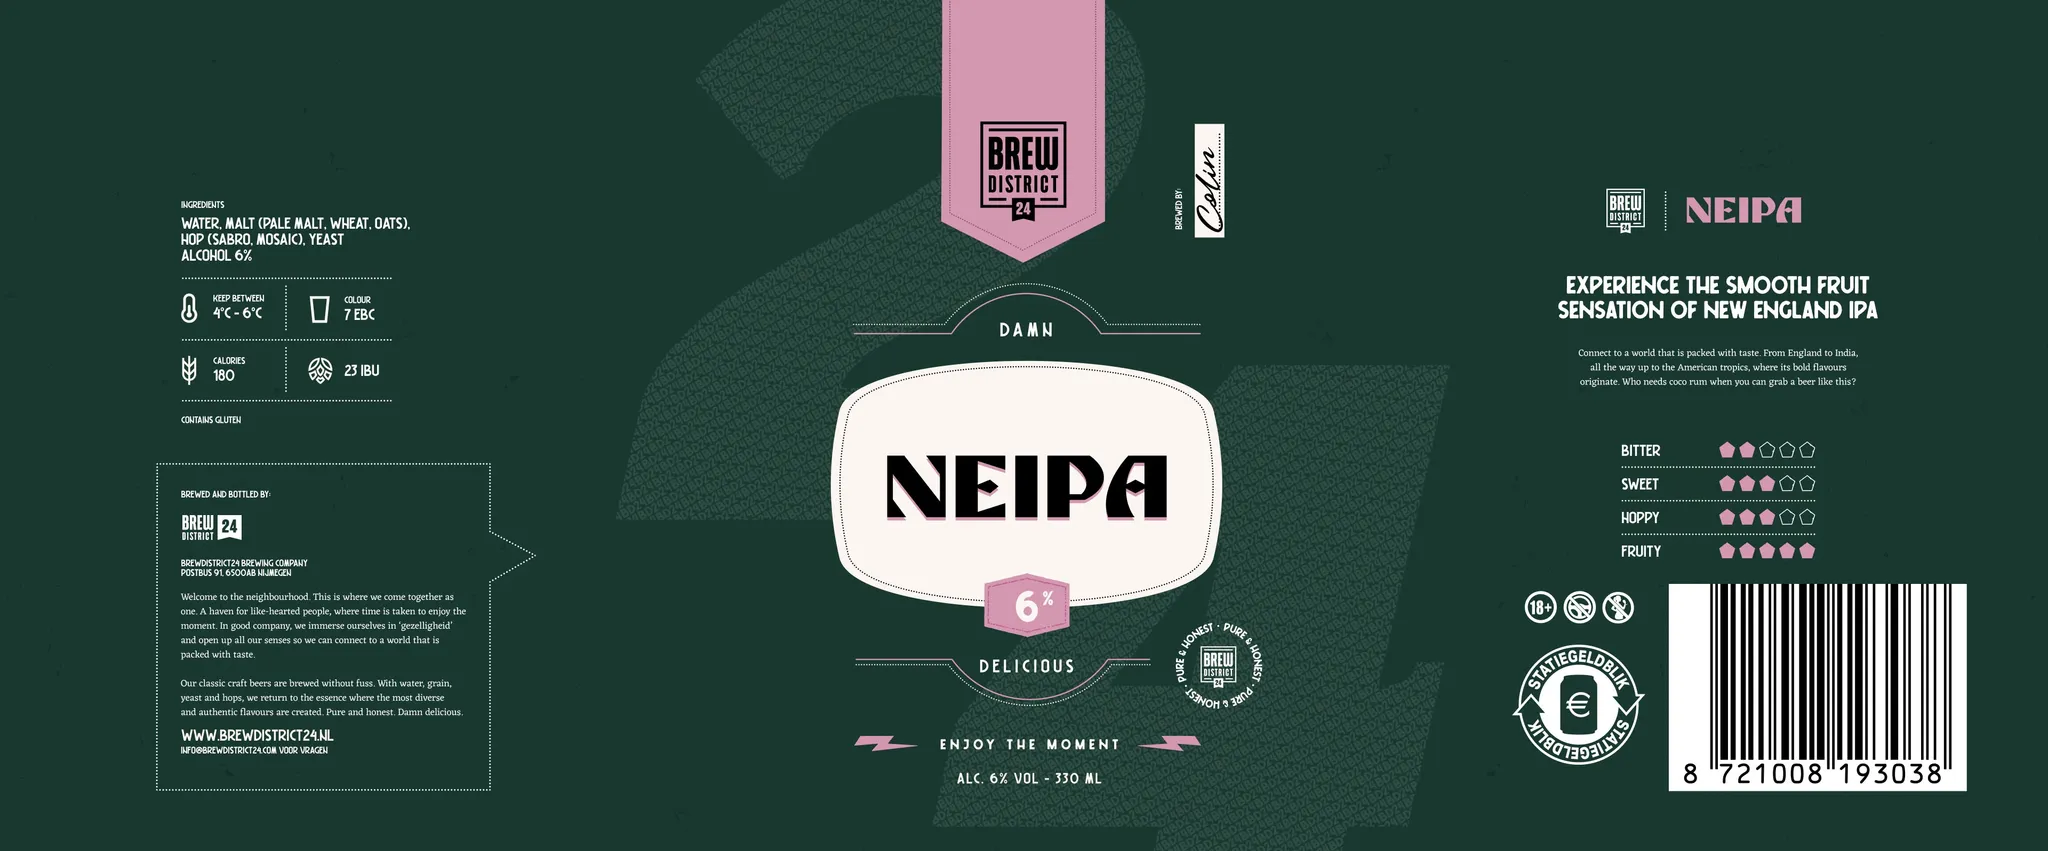 INGREDIENTS
WATER, MALT (PALE MALT, WHEAT, OATS),
HOP (SABRO, MOSAIC), YEAST
ALCOHOL 6%
KEEP BETWEEN
4°C - 6°C
COLOUR
7 EBC
CALORIES
180
23 IBU
CONTAINS GLUTEN
BREWED AND BOTTLED BY:
BREW
DISTRICT
24
BREWDISTRICT24 BREWING COMPANY
POSTBUS 91, 6500AB NIJMEGEN
Welcome to the neighbourhood. This is where we come together as
one. A haven for like-hearted people, where time is taken to enjoy the
moment. In good company, we immerse ourselves in ‘gezelligheid’
and open up all our senses so we can connect to a world that is
packed with taste.
Our classic craft beers are brewed without fuss. With water, grain,
yeast and hops, we return to the essence where the most diverse
and authentic flavours are created. Pure and honest. Damn delicious.
WWW.BREWDISTRICT24.NL
INFO@BREWDISTRICT24.COM VOOR VRAGEN
24
BREW
DISTRICT
24
BREWED BY:
Colin
DAMN
NEIPA
6%
DELICIOUS
PURE & HONEST · PURE & HONEST · PURE & HONEST ·
BREW
DISTRICT
24
ENJOY THE MOMENT
ALC. 6% VOL - 330 ML
BREW
DISTRICT
24
NEIPA
EXPERIENCE THE SMOOTH FRUIT
SENSATION OF NEW ENGLAND IPA
Connect to a world that is packed with taste. From England to India,
all the way up to the American tropics, where its bold flavours
originate. Who needs coco rum when you can grab a beer like this?
BITTER
SWEET
HOPPY
FRUITY
18+
STATIEGELDBLIK
€
STATIEGELDBLIK
8 721008 193038